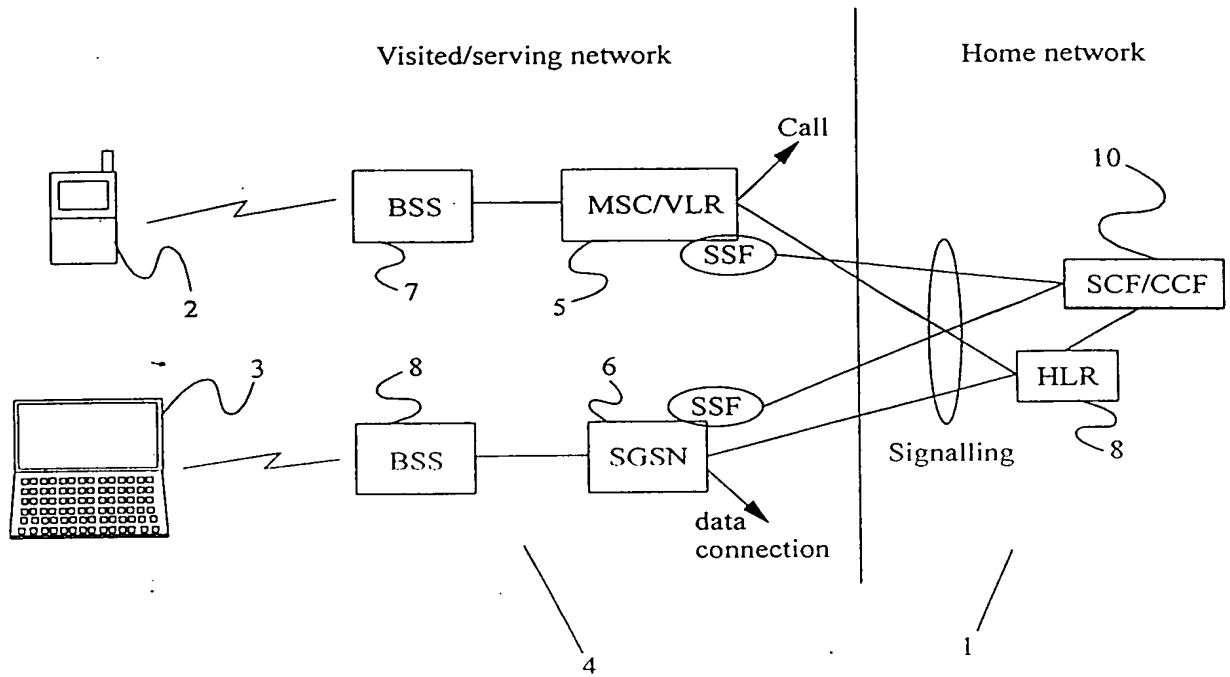 Visited/serving network
Home network
Call
10
BSS
MSC/VLR
SSF
SCF/CCF
2
7
5
3
8
6
SSF
HLR
BSS
SGSN
Signalling
8
data
connection
4
1